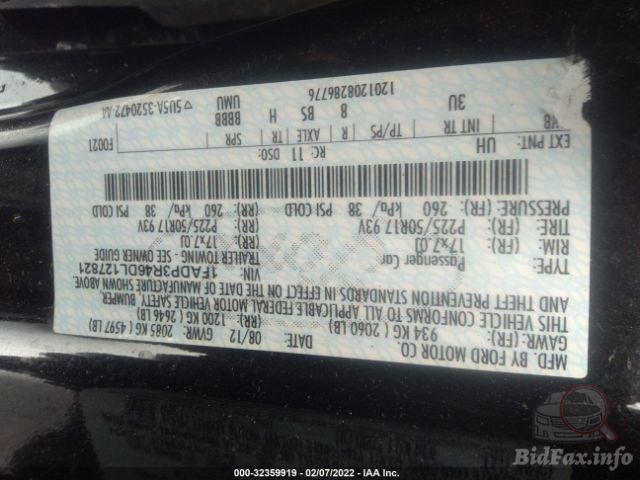 MFD. BY FORD MOTOR CO.
DATE: 08/12 GVWR: 2085 KG ( 4597 LB)
GAWR: (FR): 934 KG ( 2060 LB) (RR): 1200 KG ( 2646 LB)
THIS VEHICLE CONFORMS TO ALL APPLICABLE FEDERAL MOTOR VEHICLE SAFETY, BUMPER,
AND THEFT PREVENTION STANDARDS IN EFFECT ON THE DATE OF MANUFACTURE SHOWN ABOVE.
VIN: 1FADP3R46DL127821
TYPE: Passenger Car TRAILER TOWING - SEE OWNER GUIDE
RIM: (FR): 17x7.0J (RR): 17x7.0J
TIRE: (FR): P225/50R17 93V (RR): P225/50R17 93V
PRESSURE: (FR): 260 kPa/ 38 PSI COLD (RR): 260 kPa/ 38 PSI COLD
EXT PNT: UH RC: 11 DSO: F0021
WB INT TR TP/PS R AXLE TR SPR
3U 8 BS H BBBB UMU
1201208286776 5U5A-3520472-AA
BidFax.info
000-32359919 - 02/07/2022 - IAA Inc.